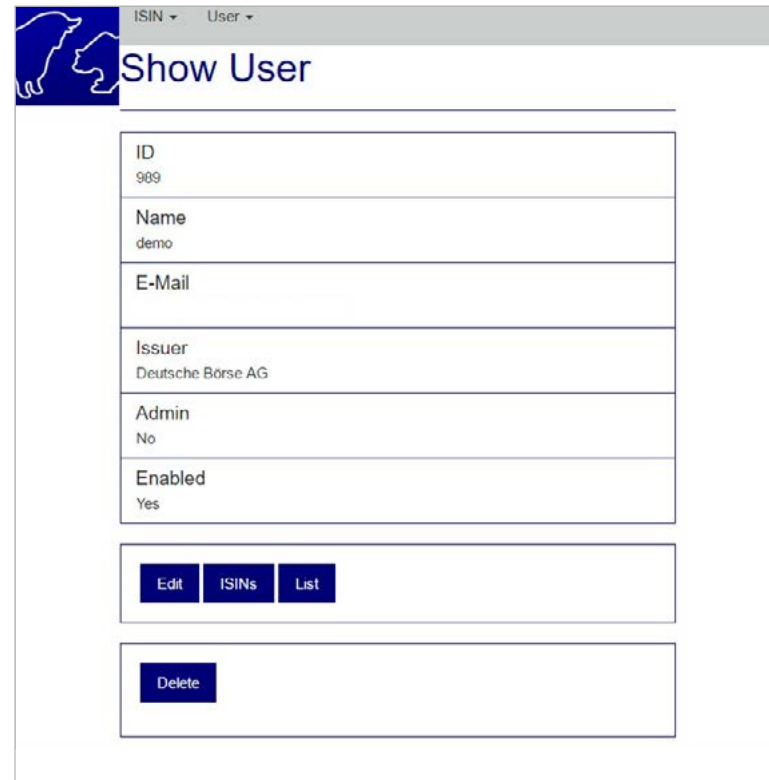 ISIN User
Show User
ID
989
Name
demo
E-Mail
Issuer
Deutsche Börse AG
Admin
No
Enabled
Yes
Edit ISINs List
Delete